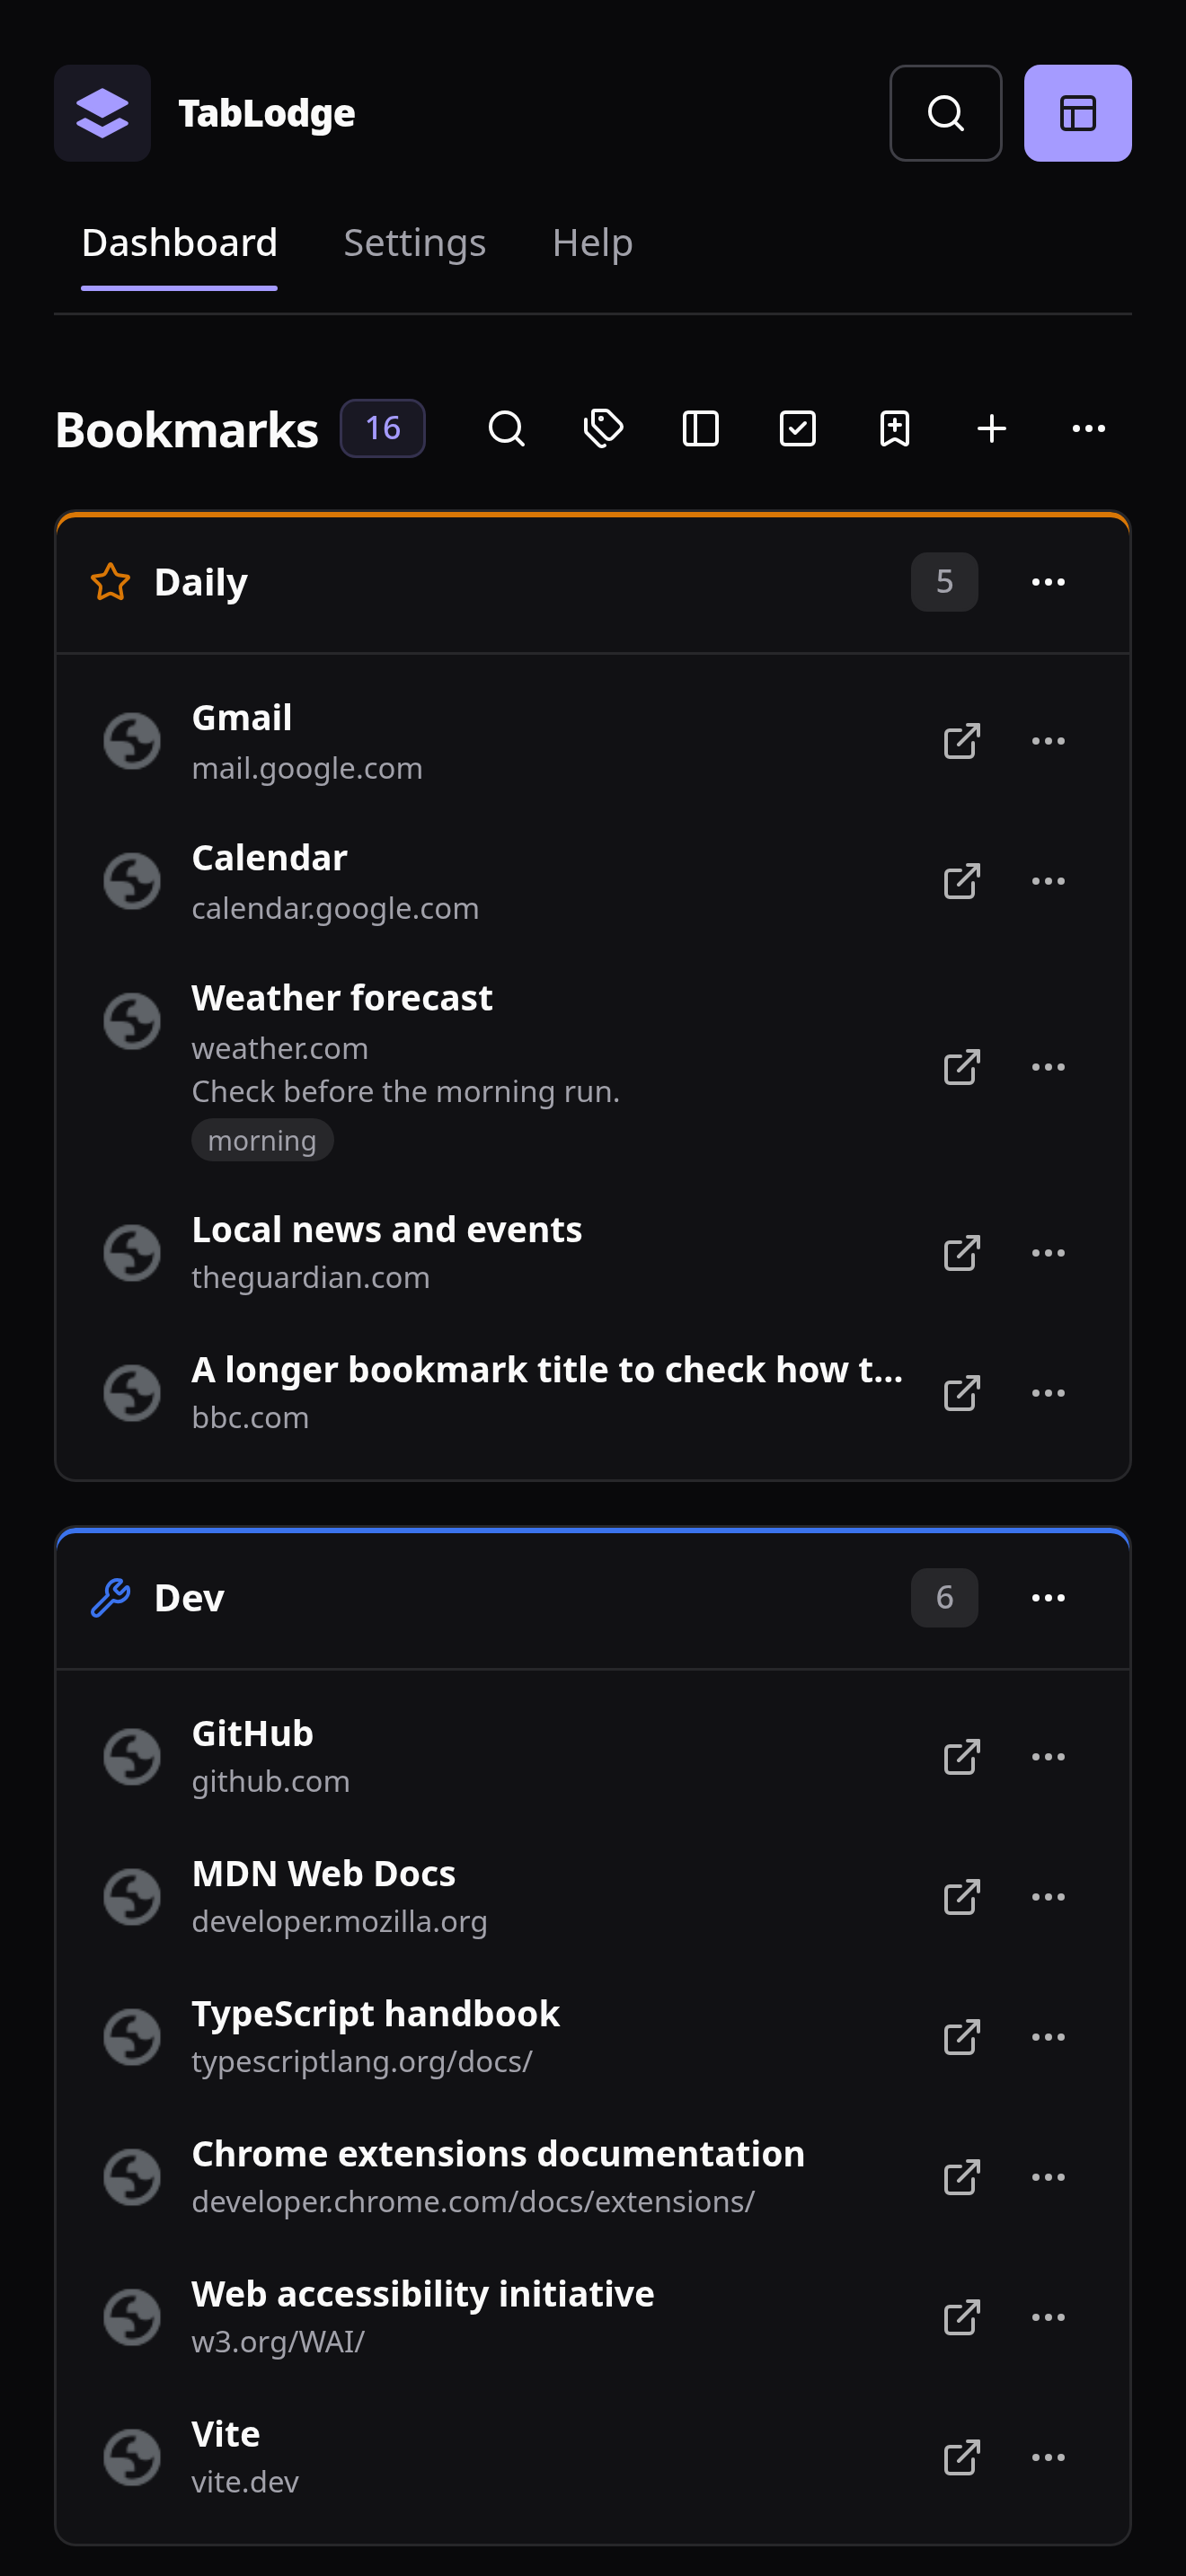 TabLodge
Dashboard Settings Help
Bookmarks 16
Daily 5
Gmail
mail.google.com
Calendar
calendar.google.com
Weather forecast
weather.com
Check before the morning run.
morning
Local news and events
theguardian.com
A longer bookmark title to check how t...
bbc.com
Dev 6
GitHub
github.com
MDN Web Docs
developer.mozilla.org
TypeScript handbook
typescriptlang.org/docs/
Chrome extensions documentation
developer.chrome.com/docs/extensions/
Web accessibility initiative
w3.org/WAI/
Vite
vite.dev